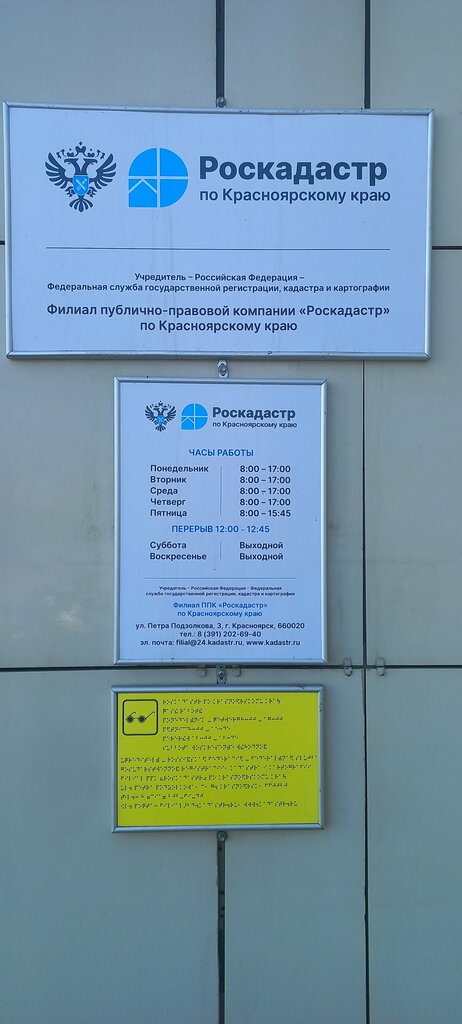 Роскадастр
по Красноярскому краю
Учредитель – Российская Федерация –
Федеральная служба государственной регистрации, кадастра и картографии
Филиал публично-правовой компании «Роскадастр»
по Красноярскому краю
Роскадастр
по Красноярскому краю
ЧАСЫ РАБОТЫ
Понедельник 8:00 – 17:00
Вторник 8:00 – 17:00
Среда 8:00 – 17:00
Четверг 8:00 – 17:00
Пятница 8:00 – 15:45
ПЕРЕРЫВ 12:00 - 12:45
Суббота Выходной
Воскресенье Выходной
Учредитель - Российская Федерация - Федеральная
служба государственной регистрации, кадастра и картографии
Филиал ППК «Роскадастр»
по Красноярскому краю
ул. Петра Подзолкова, 3, г. Красноярск, 660020
тел.: 8 (391) 202-69-40
эл. почта: filial@24.kadastr.ru, www.kadastr.ru